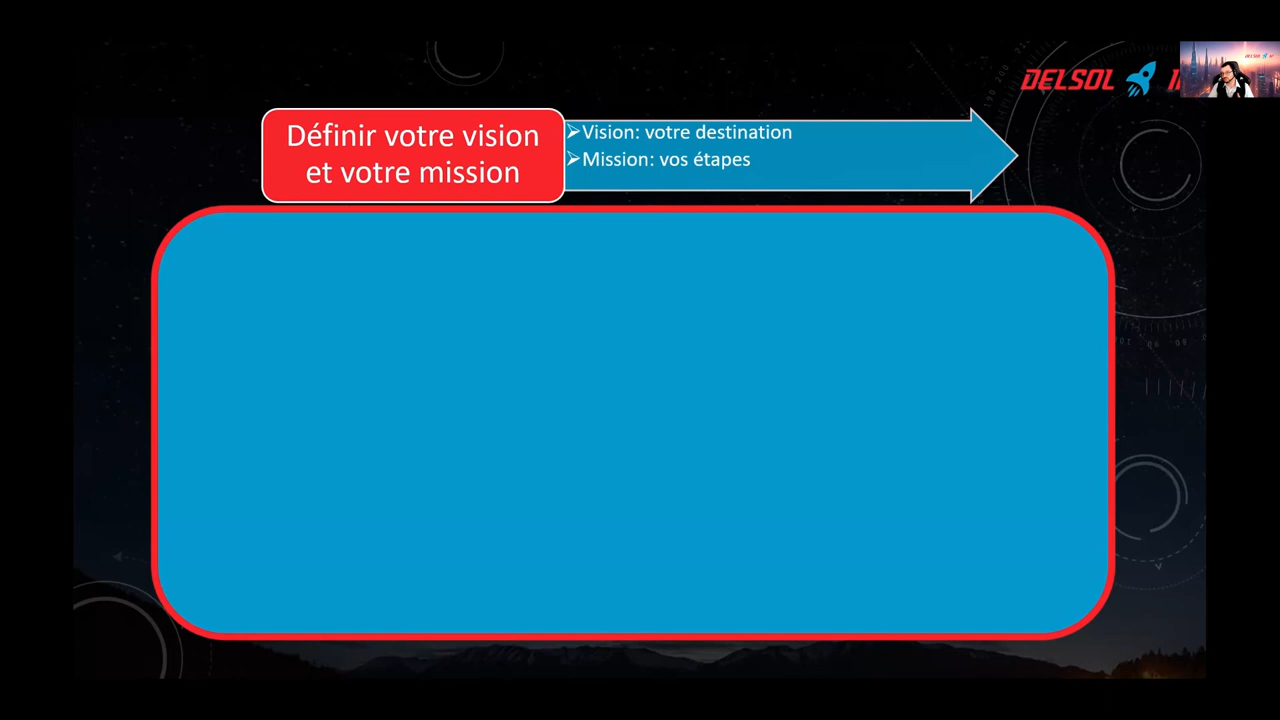 DELSOL
Définir votre vision
et votre mission
Vision: votre destination
Mission: vos étapes